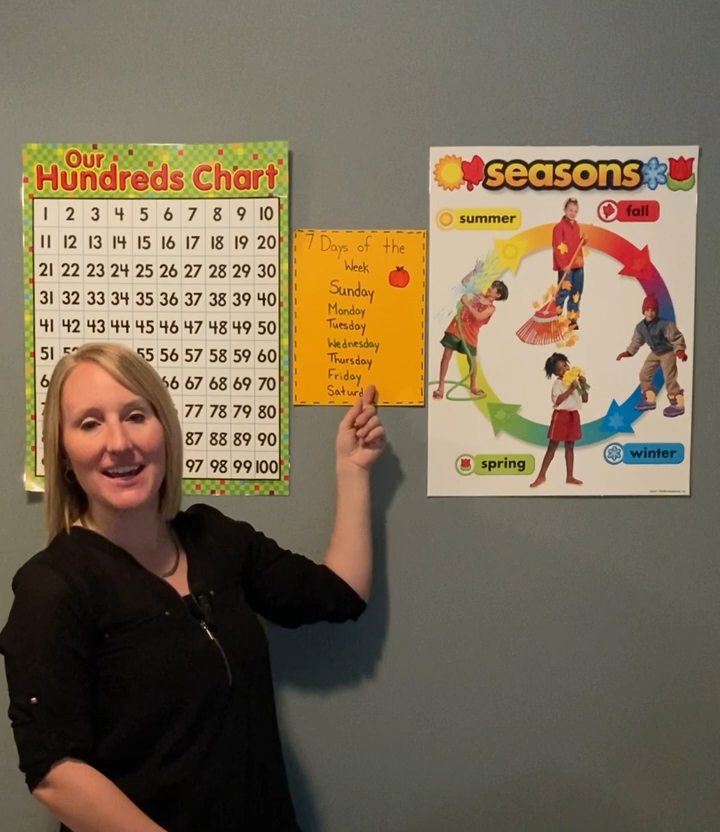 Our
Hundreds Chart
1 2 3 4 5 6 7 8 9 10
11 12 13 14 15 16 17 18 19 20
21 22 23 24 25 26 27 28 29 30
31 32 33 34 35 36 37 38 39 40
41 42 43 44 45 46 47 48 49 50
51 55 56 57 58 59 60
66 67 68 69 70
77 78 79 80
87 88 89 90
97 98 99 100
7 Days of the
Week
Sunday
Monday
Tuesday
Wednesday
Thursday
Friday
Saturd
seasons
summer
fall
spring
winter